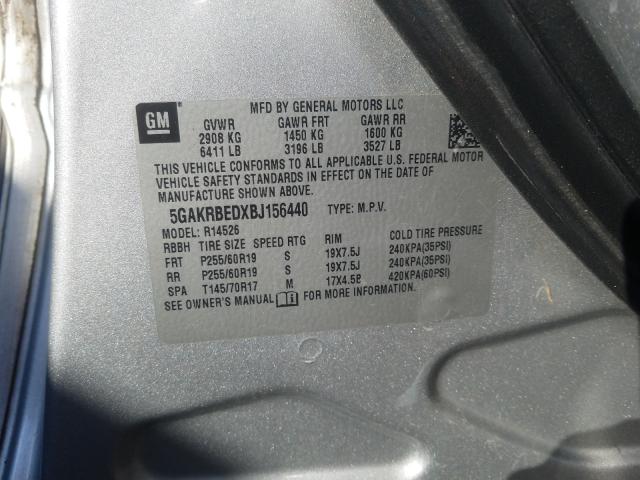 MFD BY GENERAL MOTORS LLC
GM
GVWR GAWR FRT GAWR RR
2908 KG 1450 KG 1600 KG
6411 LB 3196 LB 3527 LB
THIS VEHICLE CONFORMS TO ALL APPLICABLE U.S. FEDERAL MOTOR
VEHICLE SAFETY STANDARDS IN EFFECT ON THE DATE OF
MANUFACTURE SHOWN ABOVE.
5GAKRBEDXBJ156440 TYPE: M.P.V.
MODEL: R14526
RBBH TIRE SIZE SPEED RTG RIM COLD TIRE PRESSURE
FRT P255/60R19 S 19X7.5J 240KPA(35PSI)
RR P255/60R19 S 19X7.5J 240KPA(35PSI)
SPA T145/70R17 M 17X4.5B 420KPA(60PSI)
SEE OWNER'S MANUAL FOR MORE INFORMATION.